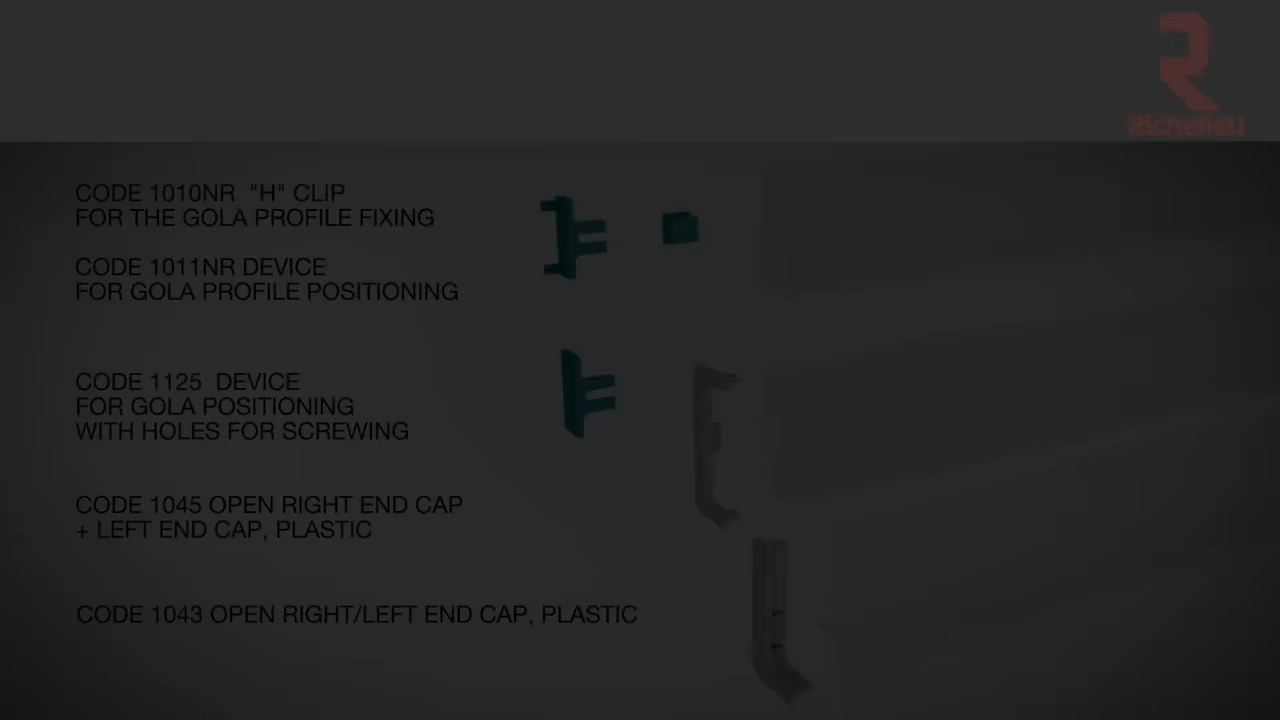 Richelieu
CODE 1010NR "H" CLIP
FOR THE GOLA PROFILE FIXING
CODE 1011NR DEVICE
FOR GOLA PROFILE POSITIONING
CODE 1125 DEVICE
FOR GOLA POSITIONING
WITH HOLES FOR SCREWING
CODE 1045 OPEN RIGHT END CAP
+ LEFT END CAP, PLASTIC
CODE 1043 OPEN RIGHT/LEFT END CAP, PLASTIC